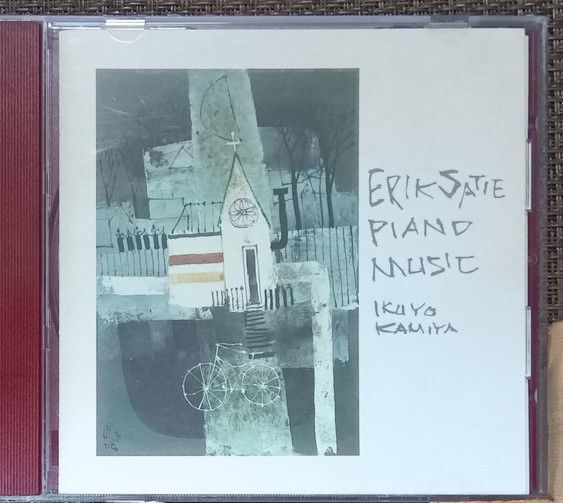 ERIK SATIE
PIANO
MUSIC
IKUYO
KAMIYA